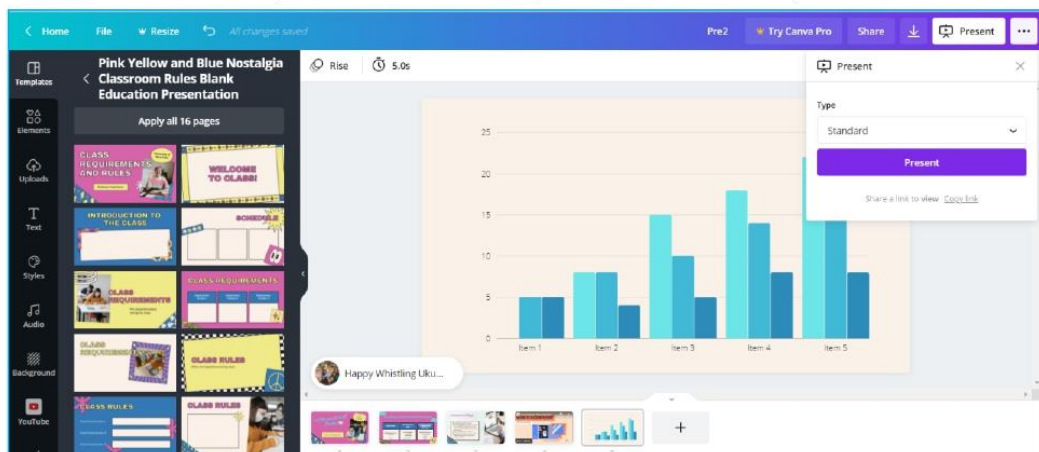 Home
File
Resize
All changes saved
Pre2
Try Canva Pro
Share
Present
Templates
Elements
Uploads
Text
Styles
Audio
Background
YouTube
Pink Yellow and Blue Nostalgia
Classroom Rules Blank
Education Presentation
Apply all 16 pages
CLASS
REQUIREMENTS
AND RULES
WELCOME
TO CLASS!
INTRODUCTION TO
THE CLASS
SCHEDULE
CLASS
REQUIREMENTS
CLASS REQUIREMENTS
CLASS
REQUIREMENTS
CLASS RULES
CLASS RULES
CLASS RULES
Rise
5.0s
25
20
15
10
5
0
Item 1
Item 2
Item 3
Item 4
Item 5
Happy Whistling Uku...
Present
Type
Standard
Present
Share a link to view Copy link